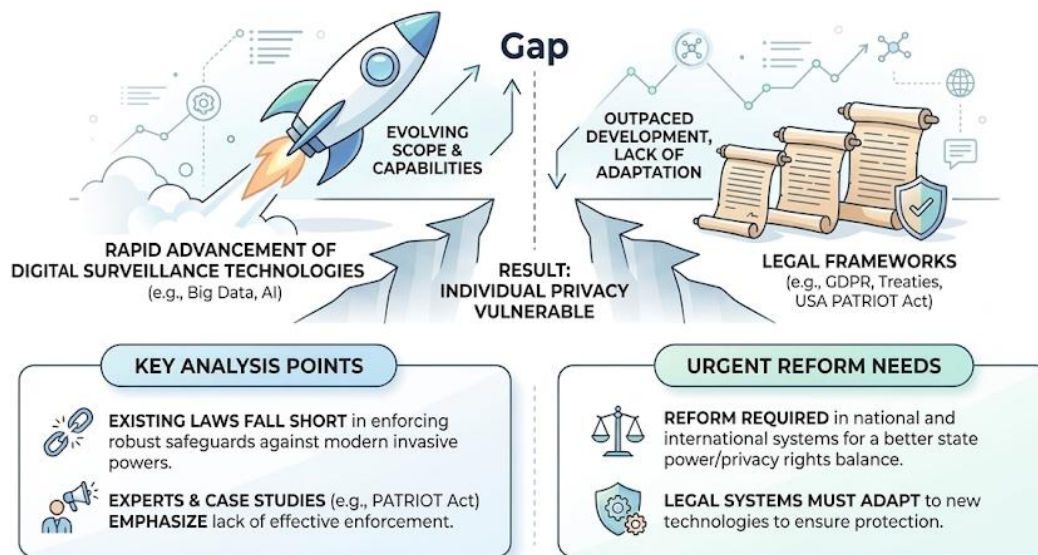 Gap
EVOLVING
SCOPE &
CAPABILITIES
OUTPACED
DEVELOPMENT,
LACK OF
ADAPTATION
RAPID ADVANCEMENT OF
DIGITAL SURVEILLANCE TECHNOLOGIES
(e.g., Big Data, AI)
RESULT:
INDIVIDUAL PRIVACY
VULNERABLE
LEGAL FRAMEWORKS
(e.g., GDPR, Treaties,
USA PATRIOT Act)
KEY ANALYSIS POINTS
EXISTING LAWS FALL SHORT in enforcing
robust safeguards against modern invasive
powers.
EXPERTS & CASE STUDIES (e.g., PATRIOT Act)
EMPHASIZE lack of effective enforcement.
URGENT REFORM NEEDS
REFORM REQUIRED in national and
international systems for a better state
power/privacy rights balance.
LEGAL SYSTEMS MUST ADAPT to new
technologies to ensure protection.